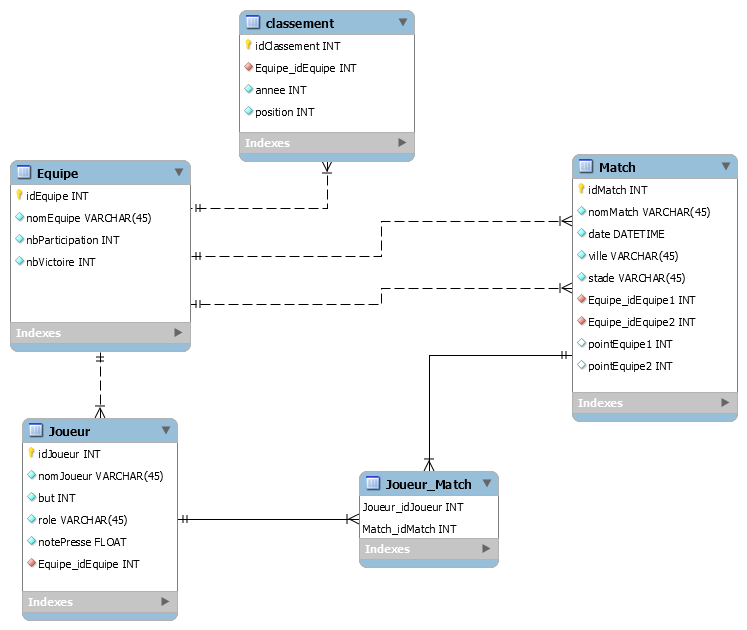 classement
idClassement INT
Equipe_idEquipe INT
annee INT
position INT
Indexes
Equipe
idEquipe INT
nomEquipe VARCHAR(45)
nbParticipation INT
nbVictoire INT
Indexes
Match
idMatch INT
nomMatch VARCHAR(45)
date DATETIME
ville VARCHAR(45)
stade VARCHAR(45)
Equipe_idEquipe1 INT
Equipe_idEquipe2 INT
pointEquipe1 INT
pointEquipe2 INT
Indexes
Joueur
idJoueur INT
nomJoueur VARCHAR(45)
but INT
role VARCHAR(45)
notePresse FLOAT
Equipe_idEquipe INT
Indexes
Joueur_Match
Joueur_idJoueur INT
Match_idMatch INT
Indexes